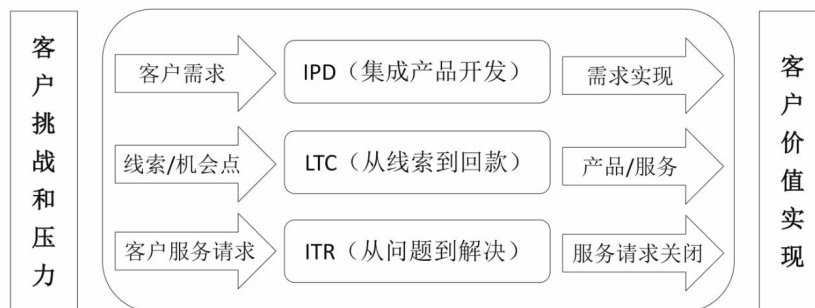 客户挑战和压力
客户需求
IPD（集成产品开发）
需求实现
线索/机会点
LTC（从线索到回款）
产品/服务
客户服务请求
ITR（从问题到解决）
服务请求关闭
客户价值实现